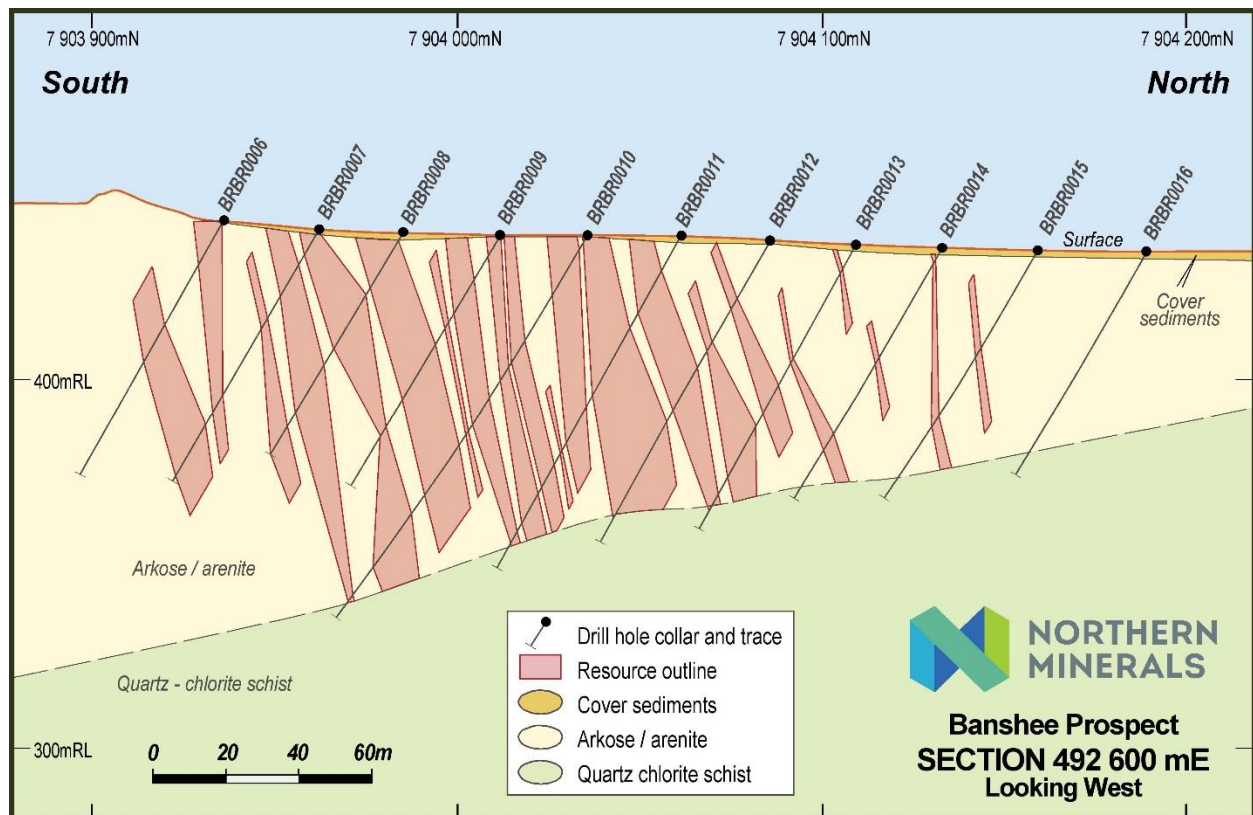 7 903 900mN
7 904 000mN
7 904 100mN
7 904 200mN
South
North
BRBR0006
BRBR0007
BRBR0008
BRBR0009
BRBR0010
BRBR0011
BRBR0012
BRBR0013
BRBR0014
BRBR0015
BRBR0016
Surface
Cover
sediments
400mRL
Arkose / arenite
Quartz - chlorite schist
300mRL
0 20 40 60m
Drill hole collar and trace
Resource outline
Cover sediments
Arkose / arenite
Quartz chlorite schist
NORTHERN
MINERALS
Banshee Prospect
SECTION 492 600 mE
Looking West